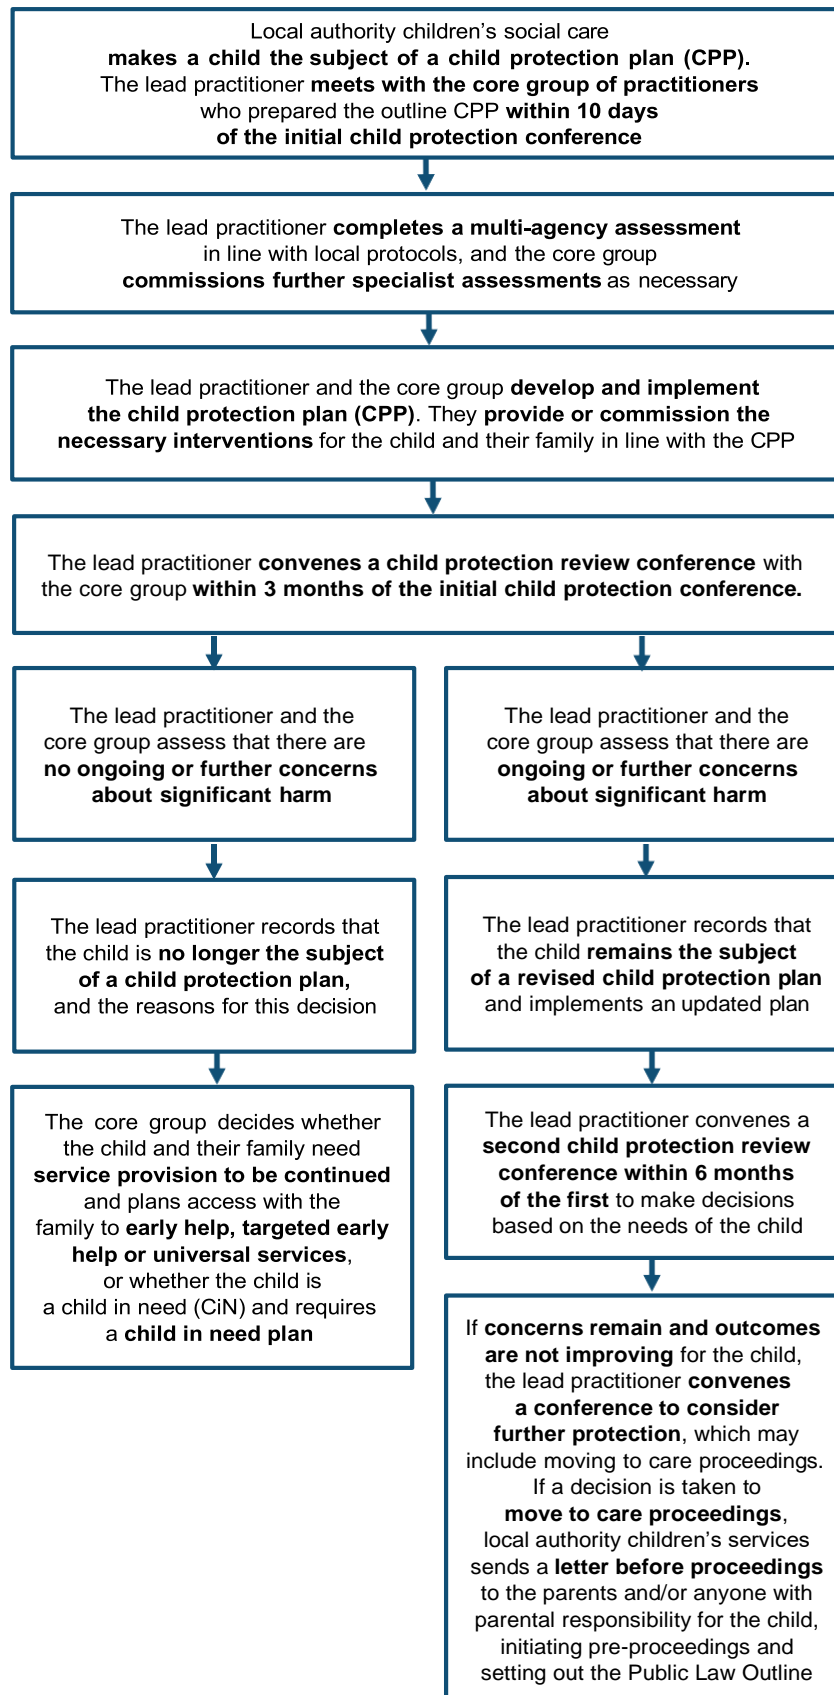 Local authority children’s social care
makes a child the subject of a child protection plan (CPP).
The lead practitioner meets with the core group of practitioners
who prepared the outline CPP within 10 days
of the initial child protection conference
The lead practitioner completes a multi-agency assessment
in line with local protocols, and the core group
commissions further specialist assessments as necessary
The lead practitioner and the core group develop and implement
the child protection plan (CPP). They provide or commission the
necessary interventions for the child and their family in line with the CPP
The lead practitioner convenes a child protection review conference with
the core group within 3 months of the initial child protection conference.
The lead practitioner and the
core group assess that there are
no ongoing or further concerns
about significant harm
The lead practitioner records that
the child is no longer the subject
of a child protection plan,
and the reasons for this decision
The core group decides whether
the child and their family need
service provision to be continued
and plans access with the
family to early help, targeted early
help or universal services,
or whether the child is
a child in need (CiN) and requires
a child in need plan
The lead practitioner and the
core group assess that there are
ongoing or further concerns
about significant harm
The lead practitioner records that
the child remains the subject
of a revised child protection plan
and implements an updated plan
The lead practitioner convenes a
second child protection review
conference within 6 months
of the first to make decisions
based on the needs of the child
If concerns remain and outcomes
are not improving for the child,
the lead practitioner convenes
a conference to consider
further protection, which may
include moving to care proceedings.
If a decision is taken to
move to care proceedings,
local authority children’s services
sends a letter before proceedings
to the parents and/or anyone with
parental responsibility for the child,
initiating pre-proceedings and
setting out the Public Law Outline